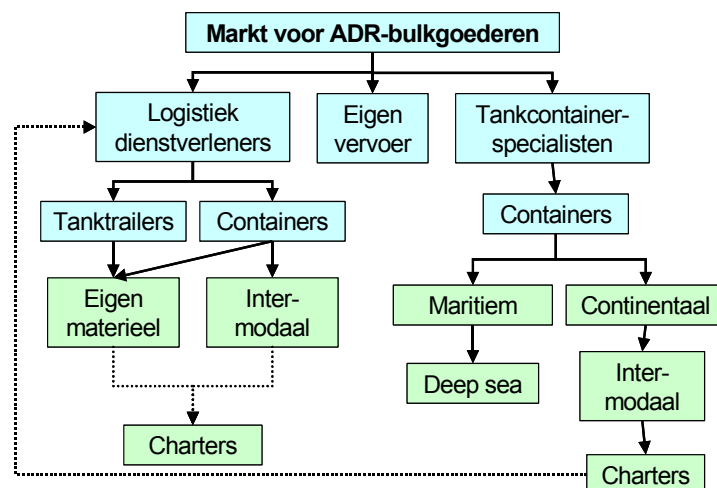 Markt voor ADR-bulkgoederen
Logistiek
dienstverleners
Eigen
vervoer
Tankcontainer-
specialisten
Tanktrailers
Containers
Containers
Eigen
materieel
Inter-
modaal
Maritiem
Continentaal
Deep sea
Inter-
modaal
Charters
Charters